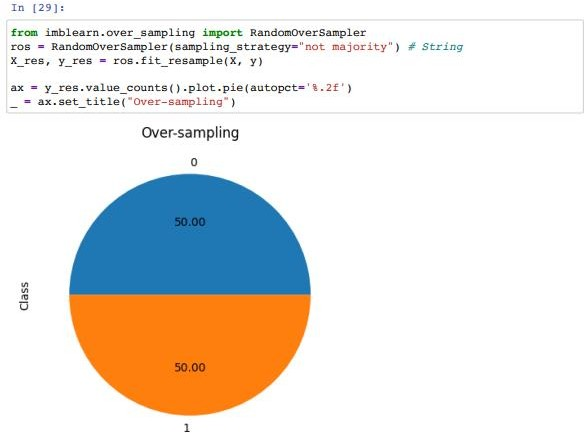 In [29]:
from imblearn.over_sampling import RandomOverSampler
ros = RandomOverSampler(sampling_strategy="not majority") # String
X_res, y_res = ros.fit_resample(X, y)
ax = y_res.value_counts().plot.pie(autopct='%.2f')
_ = ax.set_title("Over-sampling")
Over-sampling
0
50.00
Class
50.00
1